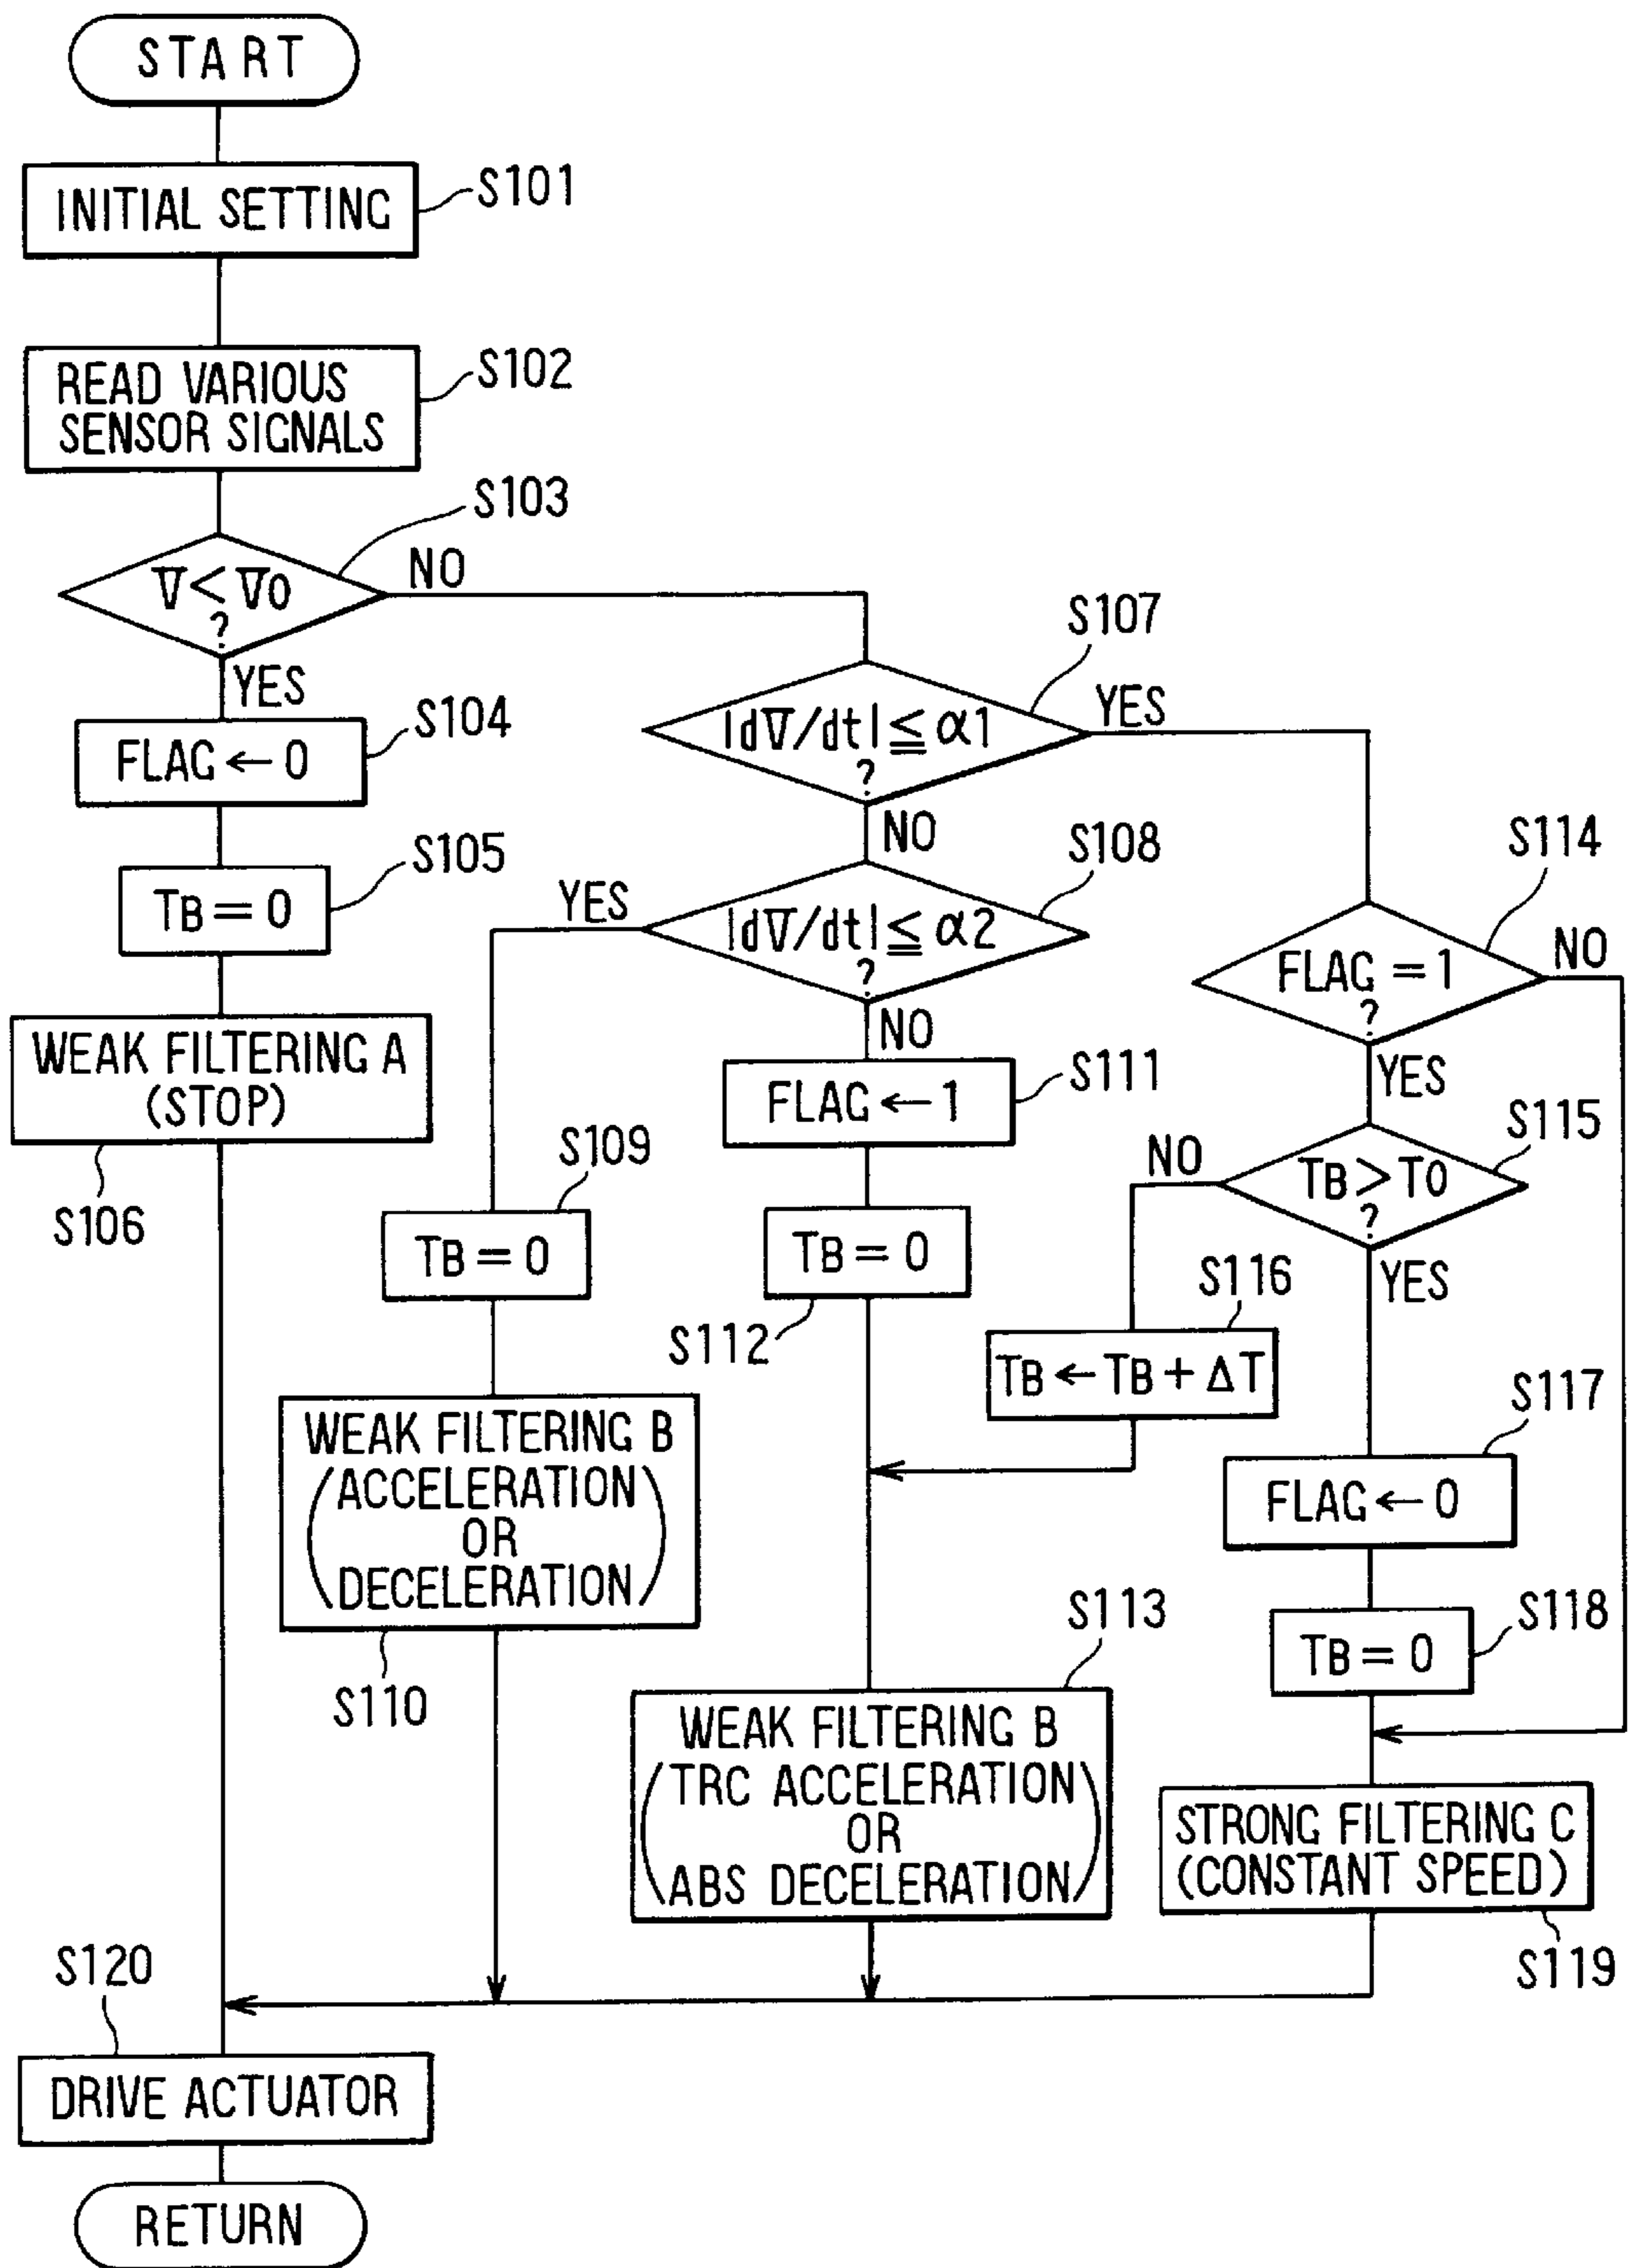 START
INITIAL SETTING
S101
READ VARIOUS
SENSOR SIGNALS
S102
S103
V < V0
?
NO
YES
FLAG ← 0
S104
TB = 0
S105
WEAK FILTERING A
(STOP)
S106
S107
|dV/dt| ≦ α1
?
YES
NO
S108
|dV/dt| ≦ α2
?
YES
NO
S109
TB = 0
WEAK FILTERING B
(ACCELERATION
OR
DECELERATION)
S110
FLAG ← 1
S111
TB = 0
S112
S113
WEAK FILTERING B
(TRC ACCELERATION
OR
ABS DECELERATION)
S114
FLAG = 1
?
NO
YES
S115
TB > T0
?
NO
YES
S116
TB ← TB + ΔT
S117
FLAG ← 0
S118
TB = 0
STRONG FILTERING C
(CONSTANT SPEED)
S119
S120
DRIVE ACTUATOR
RETURN